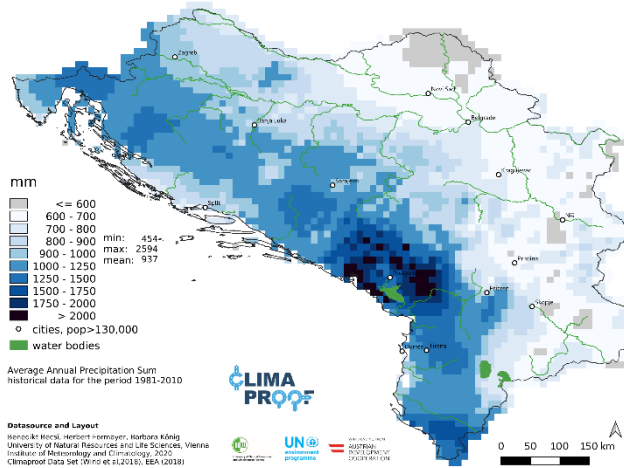 Zagreb
Novi Sad
Banja Luka
Belgrade
Kragujevac
Sarajevo
Split
Niš
Pristina
Prizren
Skopje
Durres
Tirana
mm
<= 600
600 - 700
700 - 800
800 - 900
900 - 1000
1000 - 1250
1250 - 1500
1500 - 1750
1750 - 2000
> 2000
min: 454
max: 2594
mean: 937
cities, pop>130,000
water bodies
Average Annual Precipitation Sum
historical data for the period 1981-2010
CLIMA
PROOF
Datasource and Layout
Benedikt Becsi, Herbert Formayer, Barbara König
University of Natural Resources and Life Sciences, Vienna
Institute of Meteorology and Climatology, 2020
Climaproof Data Set (Wind et al,2018), EEA (2018)
UN
environment
programme
AUSTRIAN
DEVELOPMENT
COOPERATION
0 50 100 150 km